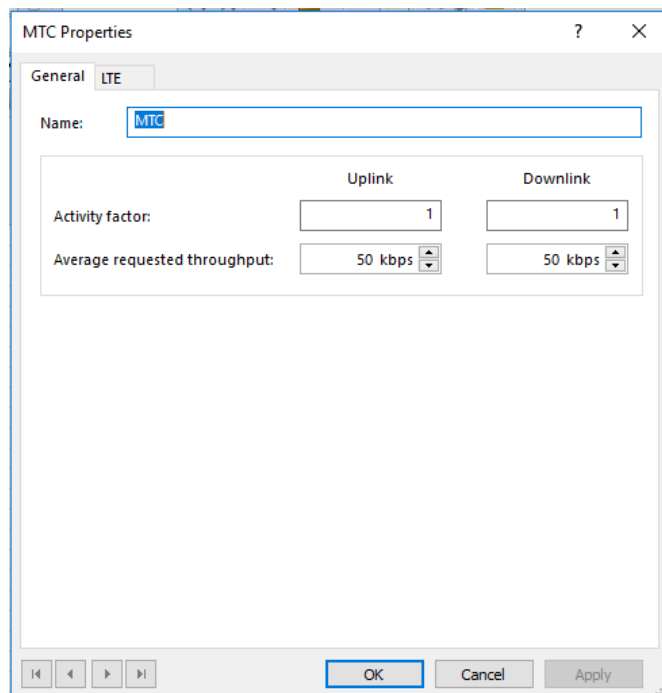 MTC Properties ?
General LTE
Name: MTC
Uplink Downlink
Activity factor: 1 1
Average requested throughput: 50 kbps 50 kbps
OK Cancel Apply